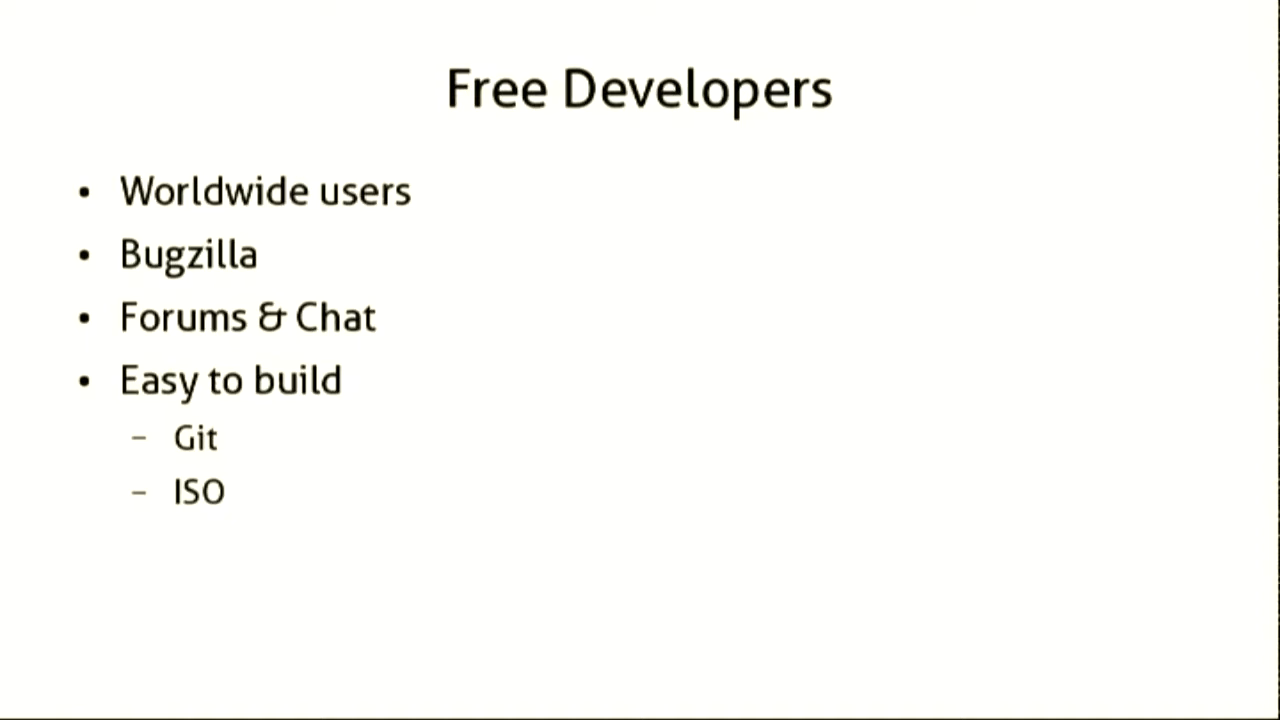 Free Developers
• Worldwide users
• Bugzilla
• Forums & Chat
• Easy to build
– Git
– ISO